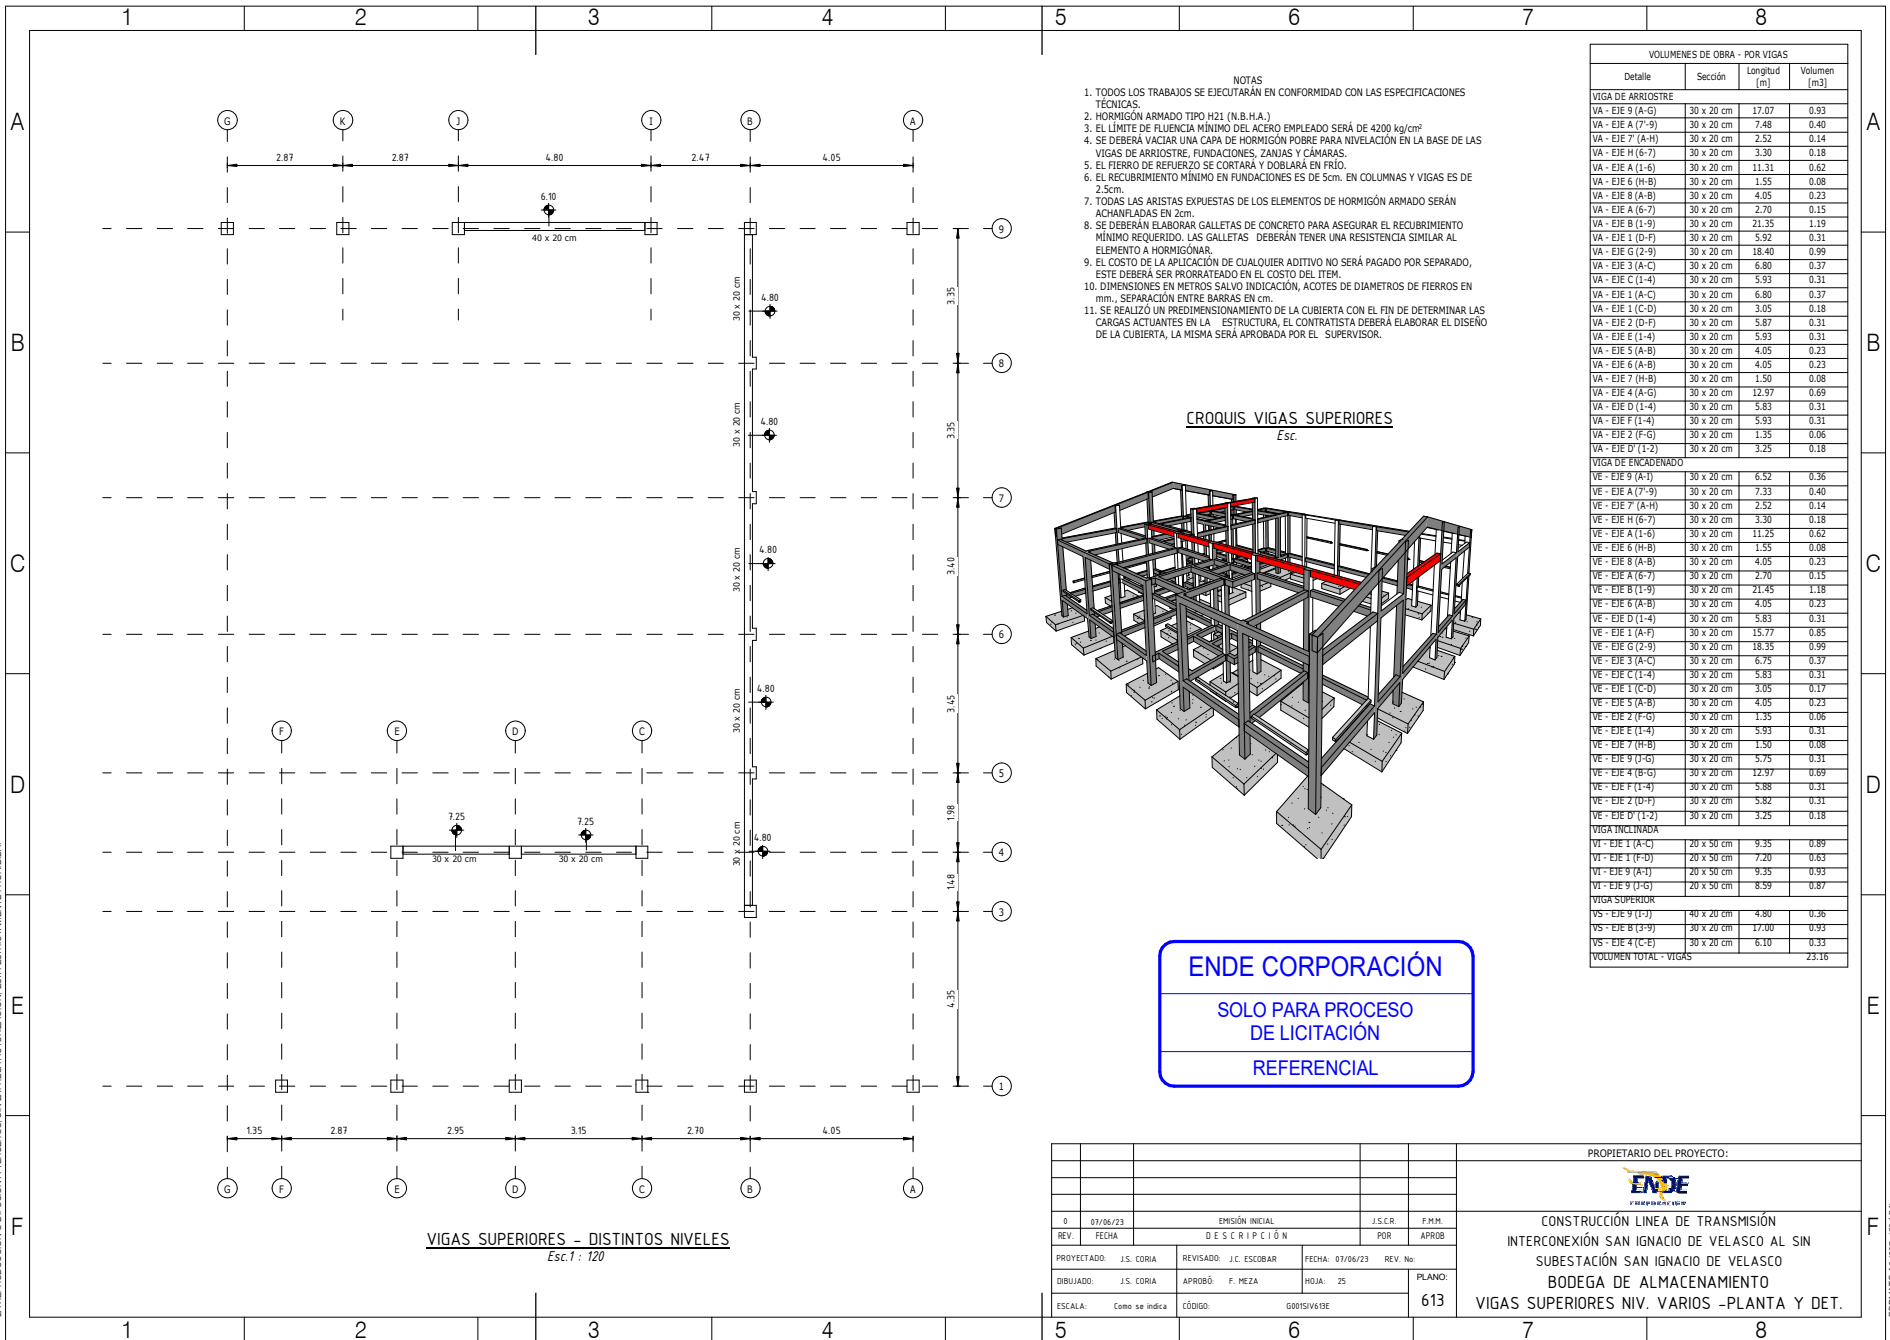 1 2 3 4 5 6 7 8
A
B
C
D
E
F
G K J I B A
2.87 2.87 4.80 2.47 4.05
6.10
40 x 20 cm
9
3.35
30 x 20 cm
4.80
8
3.35
30 x 20 cm
4.80
7
3.40
30 x 20 cm
4.80
6
3.45
30 x 20 cm
4.80
F E D C
5
1.98
7.25 7.25
30 x 20 cm 30 x 20 cm
30 x 20 cm
4.80
4
1.48
3
4.35
1
1.35 2.87 2.95 3.15 2.70 4.05
G F E D C B A
VIGAS SUPERIORES - DISTINTOS NIVELES
Esc.1 : 120
NOTAS
1. TODOS LOS TRABAJOS SE EJECUTARÁN EN CONFORMIDAD CON LAS ESPECIFICACIONES
TÉCNICAS.
2. HORMIGÓN ARMADO TIPO H21 (N.B.H.A.)
3. EL LÍMITE DE FLUENCIA MÍNIMO DEL ACERO EMPLEADO SERÁ DE 4200 kg/cm²
4. SE DEBERÁ VACIAR UNA CAPA DE HORMIGÓN POBRE PARA NIVELACIÓN EN LA BASE DE LAS
VIGAS DE ARRIOSTRE, FUNDACIONES, ZANJAS Y CÁMARAS.
5. EL FIERRO DE REFUERZO SE CORTARÁ Y DOBLARÁ EN FRÍO.
6. EL RECUBRIMIENTO MÍNIMO EN FUNDACIONES ES DE 5cm. EN COLUMNAS Y VIGAS ES DE
2.5cm.
7. TODAS LAS ARISTAS EXPUESTAS DE LOS ELEMENTOS DE HORMIGÓN ARMADO SERÁN
ACHANFLADAS EN 2cm.
8. SE DEBERÁN ELABORAR GALLETAS DE CONCRETO PARA ASEGURAR EL RECUBRIMIENTO
MÍNIMO REQUERIDO. LAS GALLETAS DEBERÁN TENER UNA RESISTENCIA SIMILAR AL
ELEMENTO A HORMIGÓNAR.
9. EL COSTO DE LA APLICACIÓN DE CUALQUIER ADITIVO NO SERÁ PAGADO POR SEPARADO,
ESTE DEBERÁ SER PRORRATEADO EN EL COSTO DEL ITEM.
10. DIMENSIONES EN METROS SALVO INDICACIÓN, ACOTES DE DIAMETROS DE FIERROS EN
mm., SEPARACIÓN ENTRE BARRAS EN cm.
11. SE REALIZÓ UN PREDIMENSIONAMIENTO DE LA CUBIERTA CON EL FIN DE DETERMINAR LAS
CARGAS ACTUANTES EN LA ESTRUCTURA, EL CONTRATISTA DEBERÁ ELABORAR EL DISEÑO
DE LA CUBIERTA, LA MISMA SERÁ APROBADA POR EL SUPERVISOR.
CROQUIS VIGAS SUPERIORES
Esc.
ENDE CORPORACIÓN
SOLO PARA PROCESO
DE LICITACIÓN
REFERENCIAL
VOLUMENES DE OBRA - POR VIGAS
Detalle Sección Longitud [m] Volumen [m3]
VIGA DE ARRIOSTRE
VA - EJE 9 (A-G) 30 x 20 cm 17.07 0.93
VA - EJE A (7'-9) 30 x 20 cm 7.48 0.40
VA - EJE 7' (A-H) 30 x 20 cm 2.52 0.14
VA - EJE H (6-7) 30 x 20 cm 3.30 0.18
VA - EJE A (1-6) 30 x 20 cm 11.31 0.62
VA - EJE 6 (H-B) 30 x 20 cm 1.55 0.08
VA - EJE 8 (A-B) 30 x 20 cm 4.05 0.23
VA - EJE A (6-7) 30 x 20 cm 2.70 0.15
VA - EJE B (1-9) 30 x 20 cm 21.35 1.19
VA - EJE 1 (D-F) 30 x 20 cm 5.92 0.31
VA - EJE G (2-9) 30 x 20 cm 18.40 0.99
VA - EJE 3 (A-C) 30 x 20 cm 6.80 0.37
VA - EJE C (1-4) 30 x 20 cm 5.93 0.31
VA - EJE 1 (A-C) 30 x 20 cm 6.80 0.37
VA - EJE 1 (C-D) 30 x 20 cm 3.05 0.18
VA - EJE 2 (D-F) 30 x 20 cm 5.87 0.31
VA - EJE E (1-4) 30 x 20 cm 5.93 0.31
VA - EJE 5 (A-B) 30 x 20 cm 4.05 0.23
VA - EJE 6 (A-B) 30 x 20 cm 4.05 0.23
VA - EJE 7 (H-B) 30 x 20 cm 1.50 0.08
VA - EJE 4 (A-G) 30 x 20 cm 12.97 0.69
VA - EJE D (1-4) 30 x 20 cm 5.83 0.31
VA - EJE F (1-4) 30 x 20 cm 5.93 0.31
VA - EJE 2 (F-G) 30 x 20 cm 1.35 0.06
VA - EJE D' (1-2) 30 x 20 cm 3.25 0.18
VIGA DE ENCADENADO
VE - EJE 9 (A-I) 30 x 20 cm 6.52 0.36
VE - EJE A (7'-9) 30 x 20 cm 7.33 0.40
VE - EJE 7' (A-H) 30 x 20 cm 2.52 0.14
VE - EJE H (6-7) 30 x 20 cm 3.30 0.18
VE - EJE A (1-6) 30 x 20 cm 11.25 0.62
VE - EJE 6 (H-B) 30 x 20 cm 1.55 0.08
VE - EJE 8 (A-B) 30 x 20 cm 4.05 0.23
VE - EJE A (6-7) 30 x 20 cm 2.70 0.15
VE - EJE B (1-9) 30 x 20 cm 21.45 1.18
VE - EJE 6 (A-B) 30 x 20 cm 4.05 0.23
VE - EJE D (1-4) 30 x 20 cm 5.83 0.31
VE - EJE 1 (A-F) 30 x 20 cm 15.77 0.85
VE - EJE G (2-9) 30 x 20 cm 18.35 0.99
VE - EJE 3 (A-C) 30 x 20 cm 6.75 0.37
VE - EJE C (1-4) 30 x 20 cm 5.83 0.31
VE - EJE 1 (C-D) 30 x 20 cm 3.05 0.17
VE - EJE 5 (A-B) 30 x 20 cm 4.05 0.23
VE - EJE 2 (F-G) 30 x 20 cm 1.35 0.06
VE - EJE E (1-4) 30 x 20 cm 5.93 0.31
VE - EJE 7 (H-B) 30 x 20 cm 1.50 0.08
VE - EJE 9 (J-G) 30 x 20 cm 5.75 0.31
VE - EJE 4 (B-G) 30 x 20 cm 12.97 0.69
VE - EJE F (1-4) 30 x 20 cm 5.88 0.31
VE - EJE 2 (D-F) 30 x 20 cm 5.82 0.31
VE - EJE D' (1-2) 30 x 20 cm 3.25 0.18
VIGA INCLINADA
VI - EJE 1 (A-C) 20 x 50 cm 9.35 0.89
VI - EJE 1 (F-D) 20 x 50 cm 7.20 0.63
VI - EJE 9 (A-I) 20 x 50 cm 9.35 0.93
VI - EJE 9 (J-G) 20 x 50 cm 8.59 0.87
VIGA SUPERIOR
VS - EJE 9 (I-J) 40 x 20 cm 4.80 0.36
VS - EJE B (3-9) 30 x 20 cm 17.00 0.93
VS - EJE 4 (C-E) 30 x 20 cm 6.10 0.33
VOLUMEN TOTAL - VIGAS 23.16
0 07/06/23 EMISIÓN INICIAL J.S.C.R. F.M.M.
REV. FECHA DESCRIPCIÓN POR APROB
PROYECTADO: J.S. CORIA REVISADO: J.C. ESCOBAR FECHA: 07/06/23 REV. No:
DIBUJADO: J.S. CORIA APROBÓ: F. MEZA HOJA: 25 PLANO:
ESCALA: Como se indica CÓDIGO: G001SIV613E 613
PROPIETARIO DEL PROYECTO:
ENDE
CORPORACIÓN
CONSTRUCCIÓN LINEA DE TRANSMISIÓN
INTERCONEXIÓN SAN IGNACIO DE VELASCO AL SIN
SUBESTACIÓN SAN IGNACIO DE VELASCO
BODEGA DE ALMACENAMIENTO
VIGAS SUPERIORES NIV. VARIOS -PLANTA Y DET.
A
B
C
D
E
F
1 2 3 4 5 6 7 8